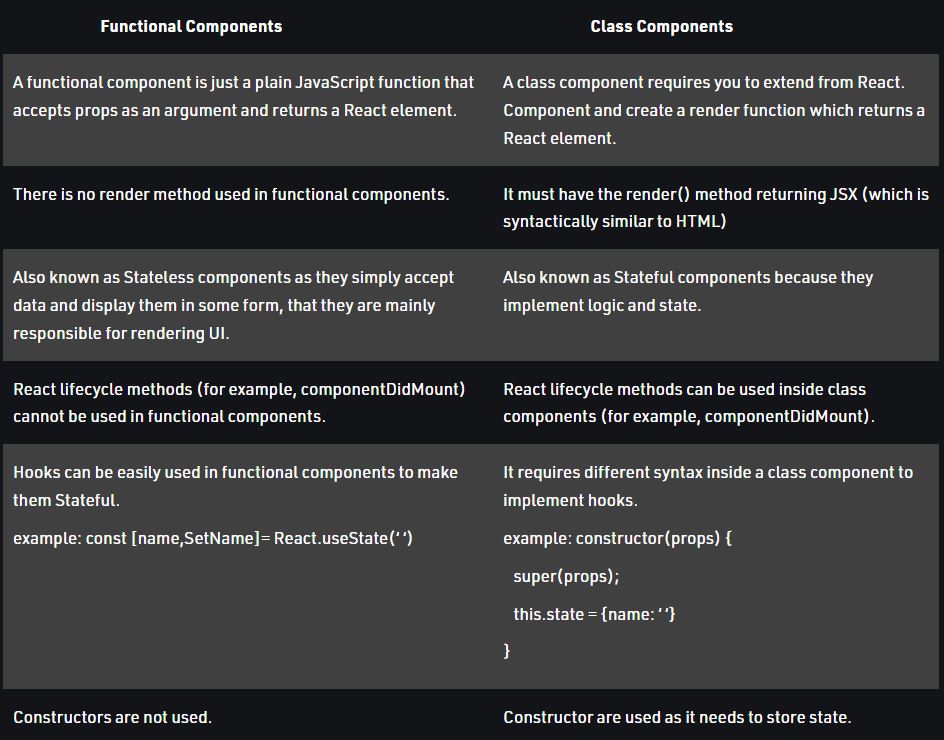 Functional Components
Class Components
A functional component is just a plain JavaScript function that
accepts props as an argument and returns a React element.
A class component requires you to extend from React.
Component and create a render function which returns a
React element.
There is no render method used in functional components.
It must have the render() method returning JSX (which is
syntactically similar to HTML)
Also known as Stateless components as they simply accept
data and display them in some form, that they are mainly
responsible for rendering UI.
Also known as Stateful components because they
implement logic and state.
React lifecycle methods (for example, componentDidMount)
cannot be used in functional components.
React lifecycle methods can be used inside class
components (for example, componentDidMount).
Hooks can be easily used in functional components to make
them Stateful.
example: const [name,SetName]= React.useState(‘ ‘)
It requires different syntax inside a class component to
implement hooks.
example: constructor(props) {
super(props);
this.state = {name: ‘ ‘}
}
Constructors are not used.
Constructor are used as it needs to store state.